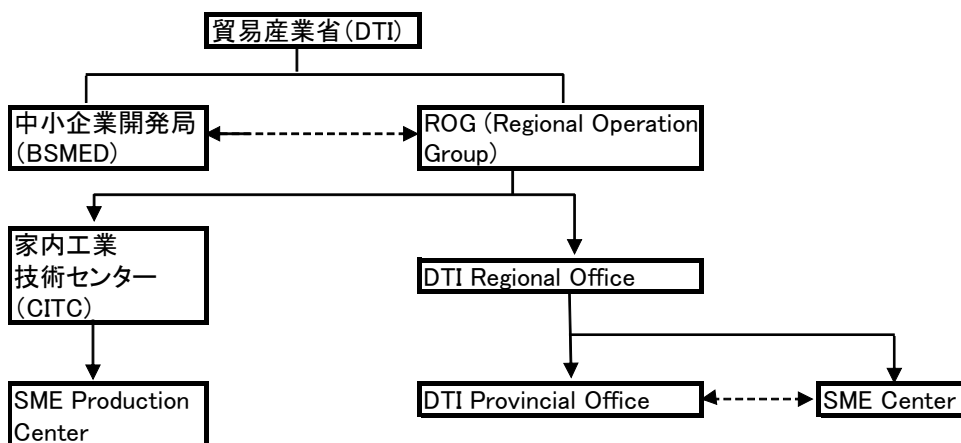 貿易産業省(DTI)
中小企業開発局
(BSMED)
ROG (Regional Operation
Group)
家内工業
技術センター
(CITC)
DTI Regional Office
SME Production
Center
DTI Provincial Office
SME Center